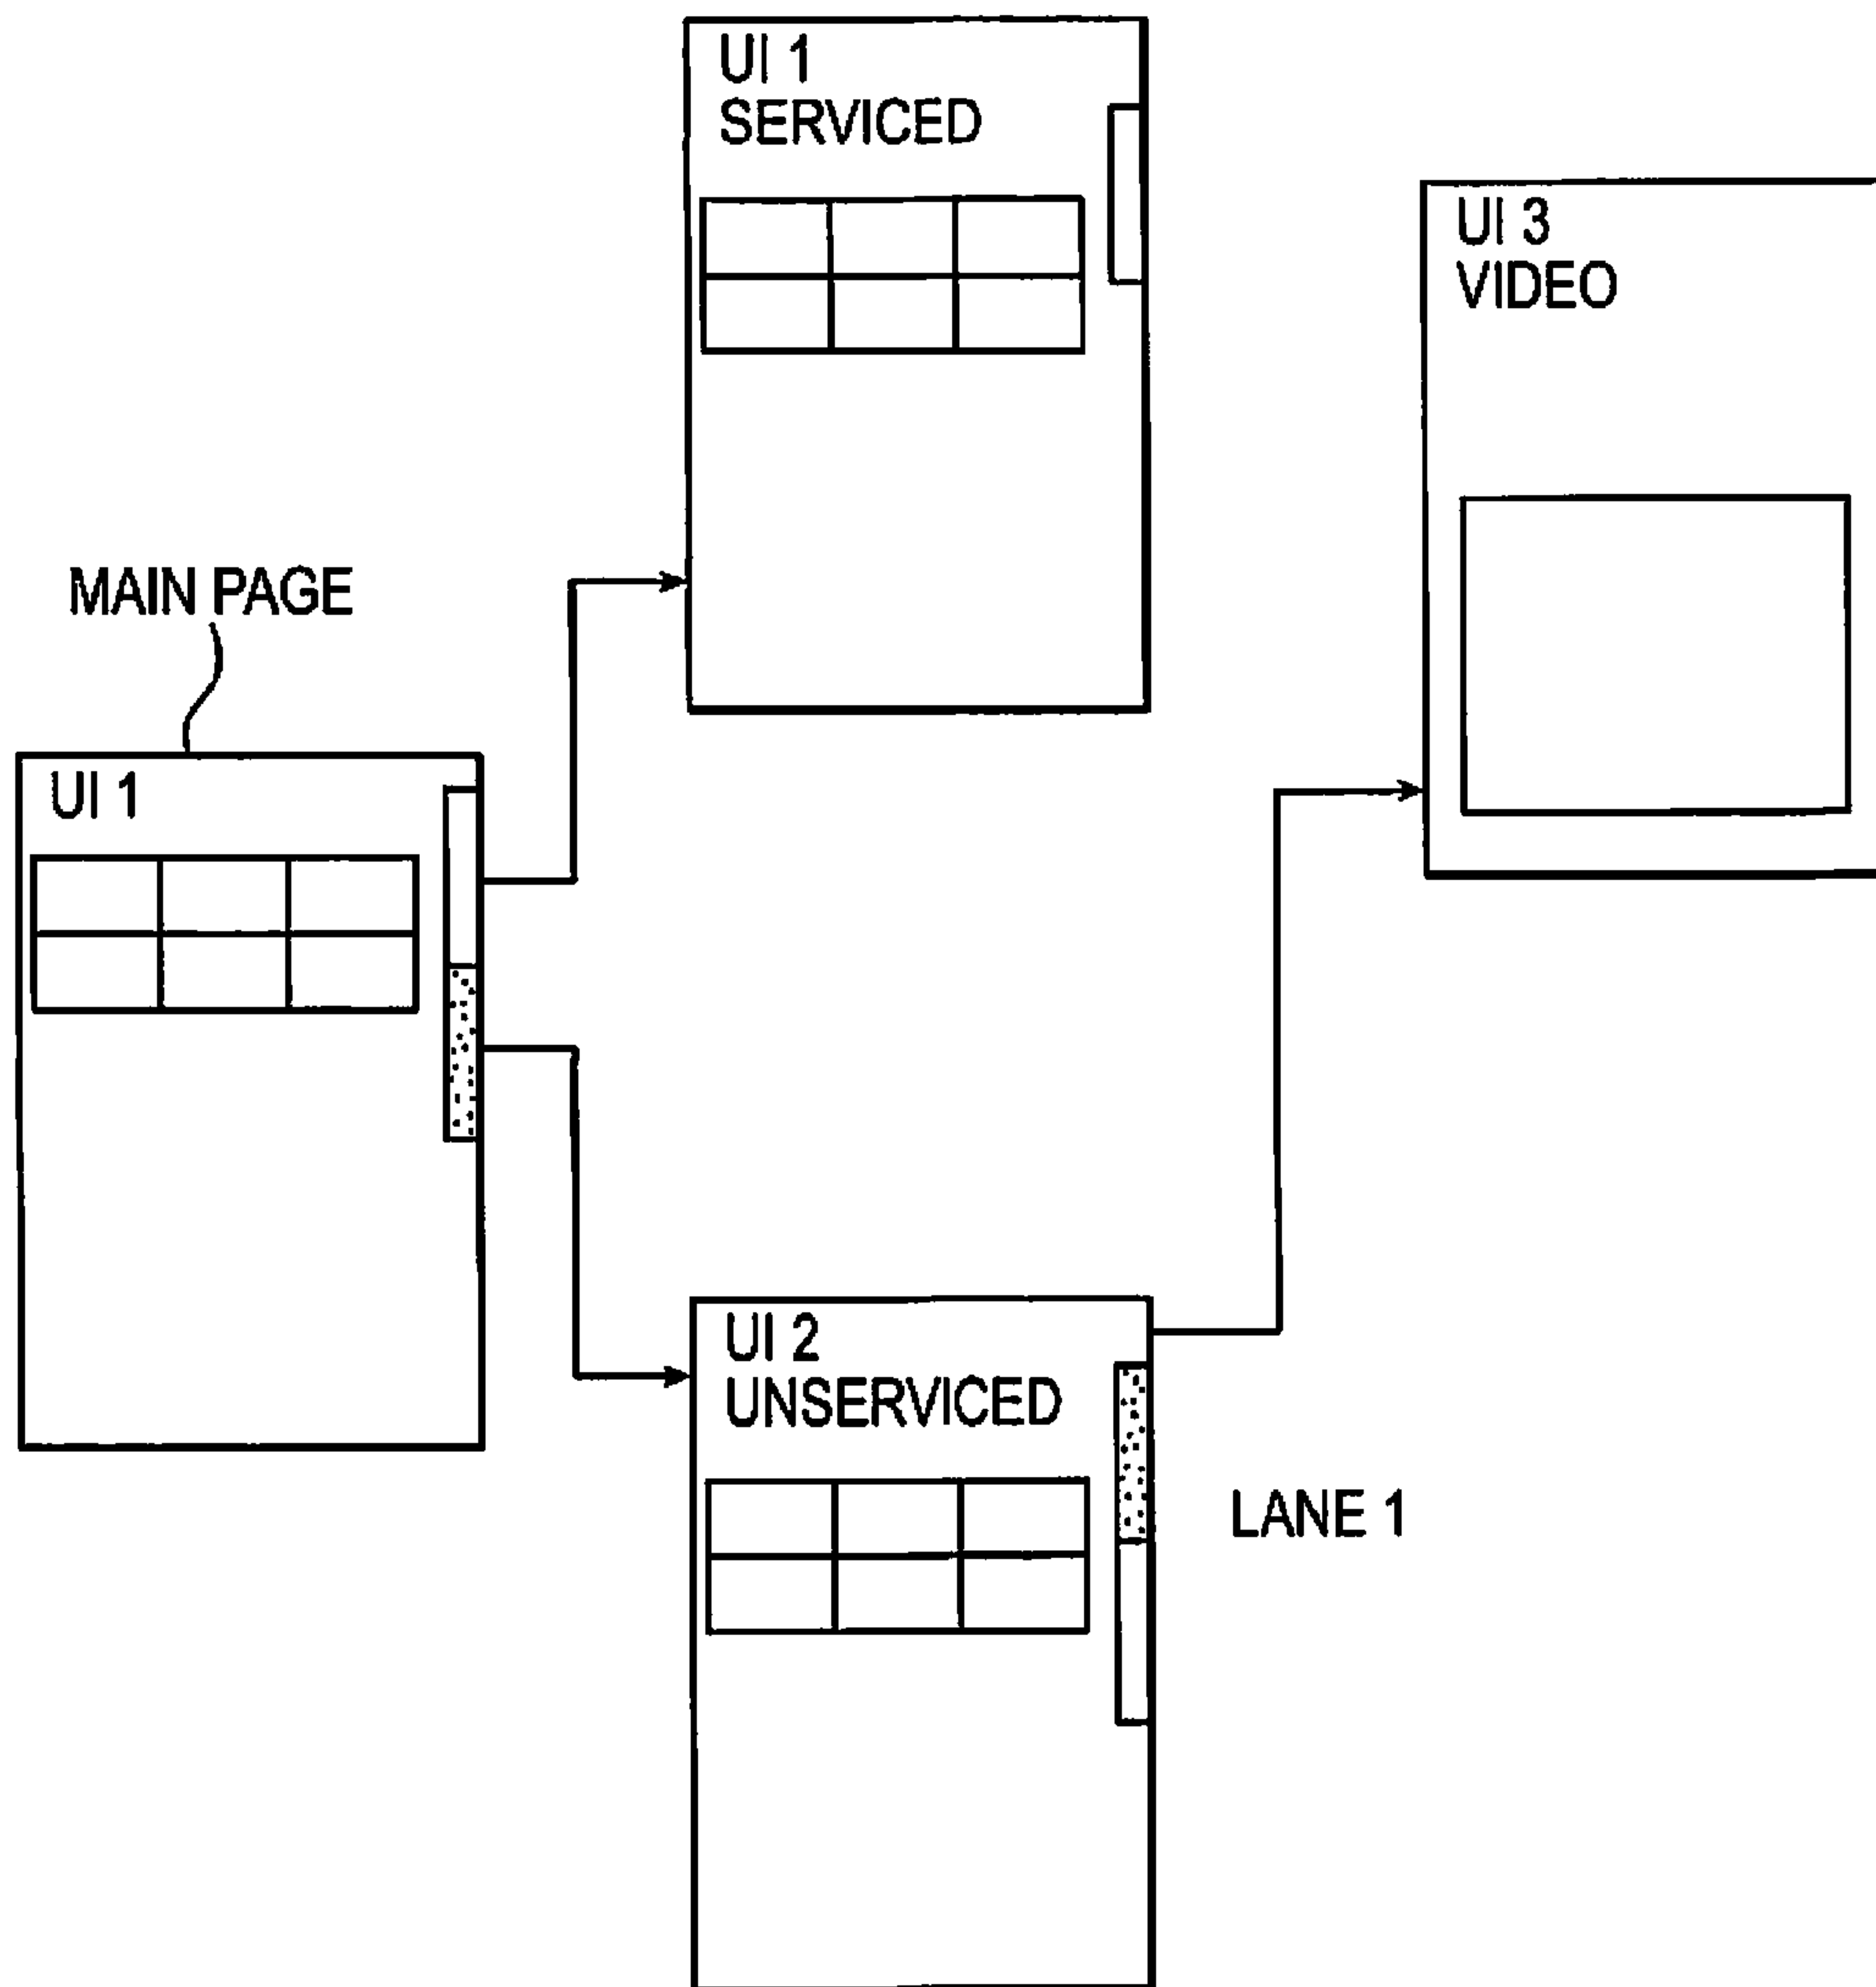 UI 1
SERVICED
UI 3
VIDEO
MAIN PAGE
UI 1
UI 2
UNSERVICED
LANE 1